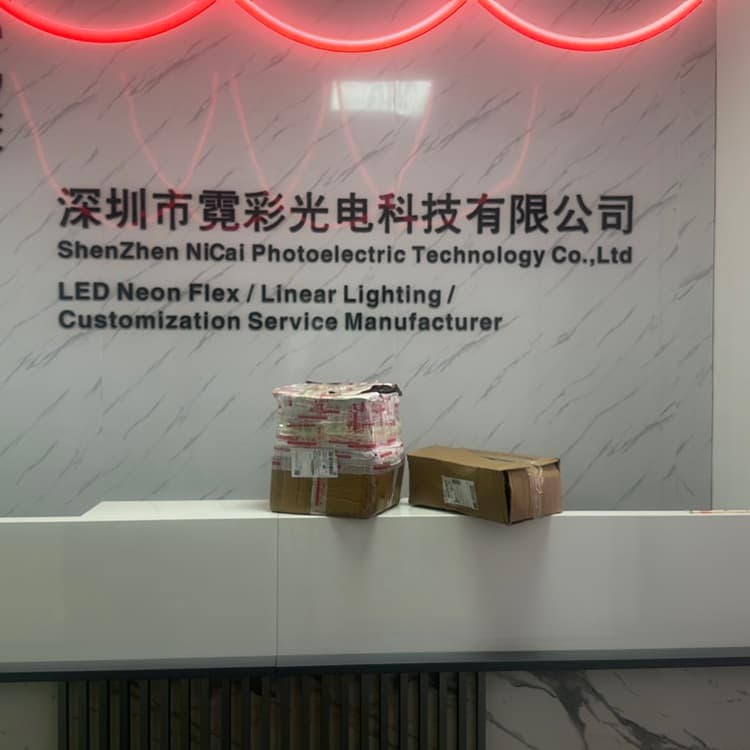 深圳市霓彩光电科技有限公司
ShenZhen NiCai Photoelectric Technology Co.,Ltd
LED Neon Flex / Linear Lighting /
Customization Service Manufacturer